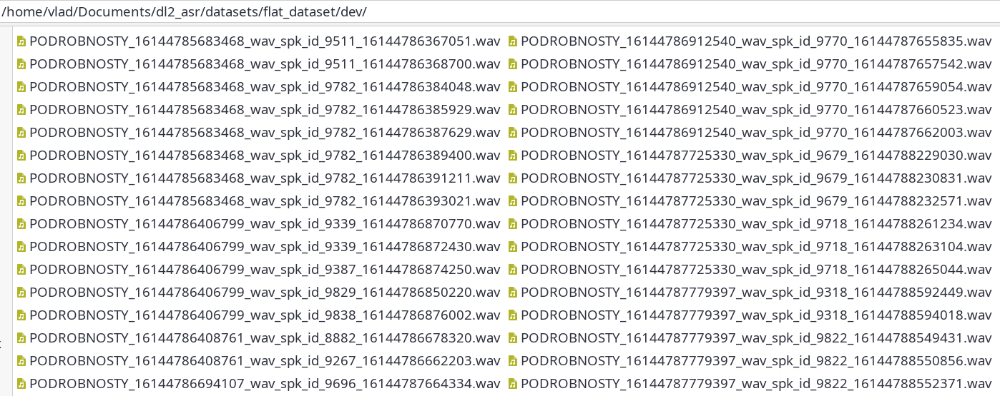 /home/vlad/Documents/dl2_asr/datasets/flat_dataset/dev/
PODROBNOSTY_16144785683468_wav_spk_id_9511_16144786367051.wav
PODROBNOSTY_16144785683468_wav_spk_id_9511_16144786368700.wav
PODROBNOSTY_16144785683468_wav_spk_id_9782_16144786384048.wav
PODROBNOSTY_16144785683468_wav_spk_id_9782_16144786385929.wav
PODROBNOSTY_16144785683468_wav_spk_id_9782_16144786387629.wav
PODROBNOSTY_16144785683468_wav_spk_id_9782_16144786389400.wav
PODROBNOSTY_16144785683468_wav_spk_id_9782_16144786391211.wav
PODROBNOSTY_16144785683468_wav_spk_id_9782_16144786393021.wav
PODROBNOSTY_16144786406799_wav_spk_id_9339_16144786870770.wav
PODROBNOSTY_16144786406799_wav_spk_id_9339_16144786872430.wav
PODROBNOSTY_16144786406799_wav_spk_id_9387_16144786874250.wav
PODROBNOSTY_16144786406799_wav_spk_id_9829_16144786850220.wav
PODROBNOSTY_16144786406799_wav_spk_id_9838_16144786876002.wav
PODROBNOSTY_16144786408761_wav_spk_id_8882_16144786678320.wav
PODROBNOSTY_16144786408761_wav_spk_id_9267_16144786662203.wav
PODROBNOSTY_16144786694107_wav_spk_id_9696_16144787664334.wav
PODROBNOSTY_16144786912540_wav_spk_id_9770_16144787655835.wav
PODROBNOSTY_16144786912540_wav_spk_id_9770_16144787657542.wav
PODROBNOSTY_16144786912540_wav_spk_id_9770_16144787659054.wav
PODROBNOSTY_16144786912540_wav_spk_id_9770_16144787660523.wav
PODROBNOSTY_16144786912540_wav_spk_id_9770_16144787662003.wav
PODROBNOSTY_16144787725330_wav_spk_id_9679_16144788229030.wav
PODROBNOSTY_16144787725330_wav_spk_id_9679_16144788230831.wav
PODROBNOSTY_16144787725330_wav_spk_id_9679_16144788232571.wav
PODROBNOSTY_16144787725330_wav_spk_id_9718_16144788261234.wav
PODROBNOSTY_16144787725330_wav_spk_id_9718_16144788263104.wav
PODROBNOSTY_16144787725330_wav_spk_id_9718_16144788265044.wav
PODROBNOSTY_16144787779397_wav_spk_id_9318_16144788592449.wav
PODROBNOSTY_16144787779397_wav_spk_id_9318_16144788594018.wav
PODROBNOSTY_16144787779397_wav_spk_id_9822_16144788549431.wav
PODROBNOSTY_16144787779397_wav_spk_id_9822_16144788550856.wav
PODROBNOSTY_16144787779397_wav_spk_id_9822_16144788552371.wav